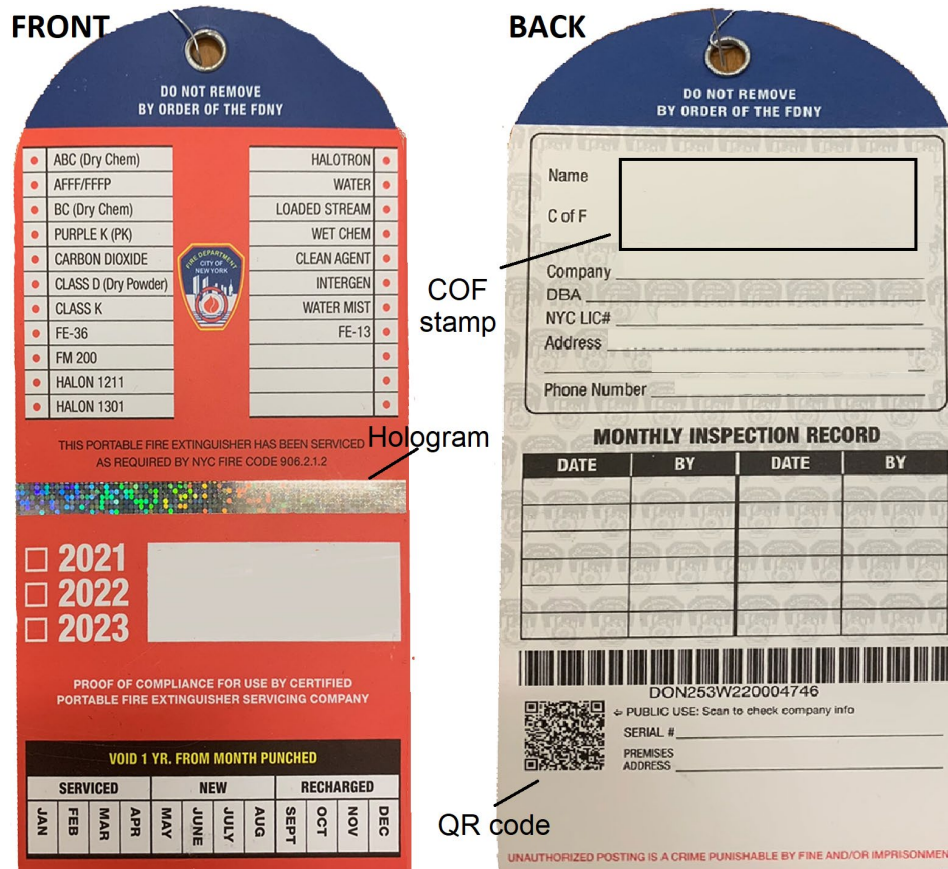 FRONT
DO NOT REMOVE
BY ORDER OF THE FDNY
ABC (Dry Chem)
AFFF/FFFP
BC (Dry Chem)
PURPLE K (PK)
CARBON DIOXIDE
CLASS D (Dry Powder)
CLASS K
FE-36
FM 200
HALON 1211
HALON 1301
FIRE DEPARTMENT
CITY OF
NEW YORK
HALOTRON
WATER
LOADED STREAM
WET CHEM
CLEAN AGENT
INTERGEN
WATER MIST
FE-13
THIS PORTABLE FIRE EXTINGUISHER HAS BEEN SERVICED
AS REQUIRED BY NYC FIRE CODE 906.2.1.2
Hologram
2021
2022
2023
PROOF OF COMPLIANCE FOR USE BY CERTIFIED
PORTABLE FIRE EXTINGUISHER SERVICING COMPANY
VOID 1 YR. FROM MONTH PUNCHED
SERVICED NEW RECHARGED
JAN FEB MAR APR MAY JUNE JULY AUG SEPT OCT NOV DEC
BACK
DO NOT REMOVE
BY ORDER OF THE FDNY
Name
C of F
COF
stamp
Company
DBA
NYC LIC#
Address
Phone Number
MONTHLY INSPECTION RECORD
DATE BY DATE BY
DON253W220004746
⇦ PUBLIC USE: Scan to check company info
SERIAL #
PREMISES
ADDRESS
QR code
UNAUTHORIZED POSTING IS A CRIME PUNISHABLE BY FINE AND/OR IMPRISONMEN